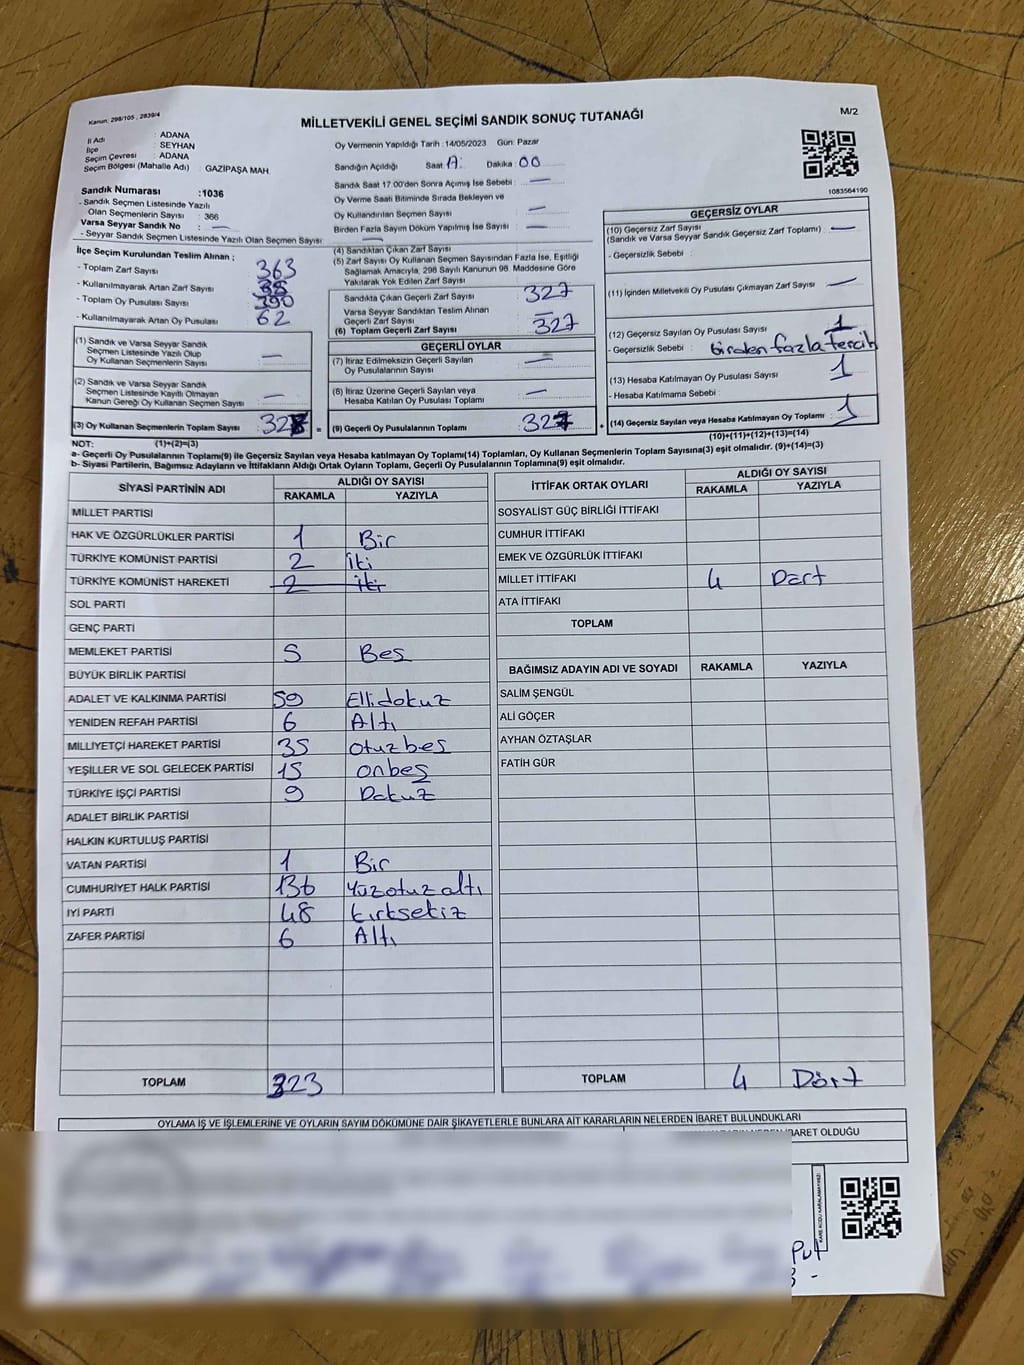 Kanun: 298/105 , 2839/4
MİLLETVEKİLİ GENEL SEÇİMİ SANDIK SONUÇ TUTANAĞI
M/2
İl Adı : ADANA
İlçe : SEYHAN
Seçim Çevresi : ADANA
Seçim Bölgesi (Mahalle Adı) : GAZİPAŞA MAH.
Sandık Numarası : 1036
- Sandık Seçmen Listesinde Yazılı
Olan Seçmenlerin Sayısı : 366
Varsa Seyyar Sandık No : —
- Seyyar Sandık Seçmen Listesinde Yazılı Olan Seçmen Sayısı : —
Oy Vermenin Yapıldığı Tarih :14/05/2023 Gün: Pazar
Sandığın Açıldığı Saat : Dakika : 00
Sandık Saat 17:00'den Sonra Açımış İse Sebebi : —
Oy Verme Saati Bitiminde Sırada Bekleyen ve
Oy Kullandırılan Seçmen Sayısı —
Birden Fazla Sayım Döküm Yapılmış İse Sayısı : —
1083564190
İlçe Seçim Kurulundan Teslim Alınan ;
- Toplam Zarf Sayısı 363
- Kullanılmayarak Artan Zarf Sayısı
- Toplam Oy Pusulası Sayısı 390
- Kullanılmayarak Artan Oy Pusulası 62
(1) Sandık ve Varsa Seyyar Sandık
Seçmen Listesinde Yazılı Olup
Oy Kullanan Seçmenlerin Sayısı —
(2) Sandık ve Varsa Seyyar Sandık
Seçmen Listesinde Kayıtlı Olmayan
Kanun Gereği Oy Kullanan Seçmen Sayısı —
(3) Oy Kullanan Seçmenlerin Toplam Sayısı =
(4) Sandıktan Çıkan Zarf Sayısı
(5) Zarf Sayısı Oy Kullanan Seçmen Sayısından Fazla İse, Eşitliği
Sağlamak Amacıyla, 298 Sayılı Kanunun 98. Maddesine Göre
Yakılarak Yok Edilen Zarf Sayısı
Sandıkta Çıkan Geçerli Zarf Sayısı 327
Varsa Seyyar Sandıktan Teslim Alınan
Geçerli Zarf Sayısı —
(6) Toplam Geçerli Zarf Sayısı 327
GEÇERLİ OYLAR
(7) İtiraz Edilmeksizin Geçerli Sayılan
Oy Pusulalarının Sayısı —
(8) İtiraz Üzerine Geçerli Sayılan veya
Hesaba Katılan Oy Pusulası Toplamı —
(9) Geçerli Oy Pusulalarının Toplamı 327 +
GEÇERSİZ OYLAR
(10) Geçersiz Zarf Sayısı
(Sandık ve Varsa Seyyar Sandık Geçersiz Zarf Toplamı) —
- Geçersizlik Sebebi :
(11) İçinden Milletvekili Oy Pusulası Çıkmayan Zarf Sayısı —
(12) Geçersiz Sayılan Oy Pusulası Sayısı 1
- Geçersizlik Sebebi : birden fazla tercih
(13) Hesaba Katılmayan Oy Pusulası Sayısı 1
- Hesaba Katılmama Sebebi :
(14) Geçersiz Sayılan veya Hesaba Katılmayan Oy Toplamı : 1
NOT: (1)+(2)=(3)
(10)+(11)+(12)+(13)=(14)
a- Geçerli Oy Pusulalarının Toplamı(9) ile Geçersiz Sayılan veya Hesaba katılmayan Oy Toplamı(14) Toplamları, Oy Kullanan Seçmenlerin Toplam Sayısına(3) eşit olmalıdır. (9)+(14)=(3)
b- Siyasi Partilerin, Bağımsız Adayların ve İttifakların Aldığı Ortak Oyların Toplamı, Geçerli Oy Pusulalarının Toplamına(9) eşit olmalıdır.
SİYASİ PARTİNİN ADI ALDIĞI OY SAYISI
RAKAMLA YAZIYLA
MİLLET PARTİSİ
HAK VE ÖZGÜRLÜKLER PARTİSİ 1 Bir
TÜRKİYE KOMÜNİST PARTİSİ 2 İki
TÜRKİYE KOMÜNİST HAREKETİ 2 iki
SOL PARTİ
GENÇ PARTİ
MEMLEKET PARTİSİ 5 Beş
BÜYÜK BİRLİK PARTİSİ
ADALET VE KALKINMA PARTİSİ 59 Ellidokuz
YENİDEN REFAH PARTİSİ 6 Altı
MİLLİYETÇİ HAREKET PARTİSİ 35 otuzbeş
YEŞİLLER VE SOL GELECEK PARTİSİ 15 onbeş
TÜRKİYE İŞÇİ PARTİSİ 9 Dokuz
ADALET BİRLİK PARTİSİ
HALKIN KURTULUŞ PARTİSİ
VATAN PARTİSİ 1 Bir
CUMHURİYET HALK PARTİSİ 136 Yüzotuzaltı
İYİ PARTİ 48 kırksekiz
ZAFER PARTİSİ 6 Altı
TOPLAM 323
İTTİFAK ORTAK OYLARI ALDIĞI OY SAYISI
RAKAMLA YAZIYLA
SOSYALİST GÜÇ BİRLİĞİ İTTİFAKI
CUMHUR İTTİFAKI
EMEK VE ÖZGÜRLÜK İTTİFAKI
MİLLET İTTİFAKI 4 Dört
ATA İTTİFAKI
TOPLAM
BAĞIMSIZ ADAYIN ADI VE SOYADI RAKAMLA YAZIYLA
SALİM ŞENGÜL
ALİ GÖÇER
AYHAN ÖZTAŞLAR
FATİH GÜR
TOPLAM 4 Dört
OYLAMA İŞ VE İŞLEMLERİNE VE OYLARIN SAYIM DÖKÜMÜNE DAİR ŞİKAYETLERLE BUNLARA AİT KARARLARIN NELERDEN İBARET BULUNDUKLARI
İBARET OLDUĞU
KARE KODU KARALAMAYINIZ!